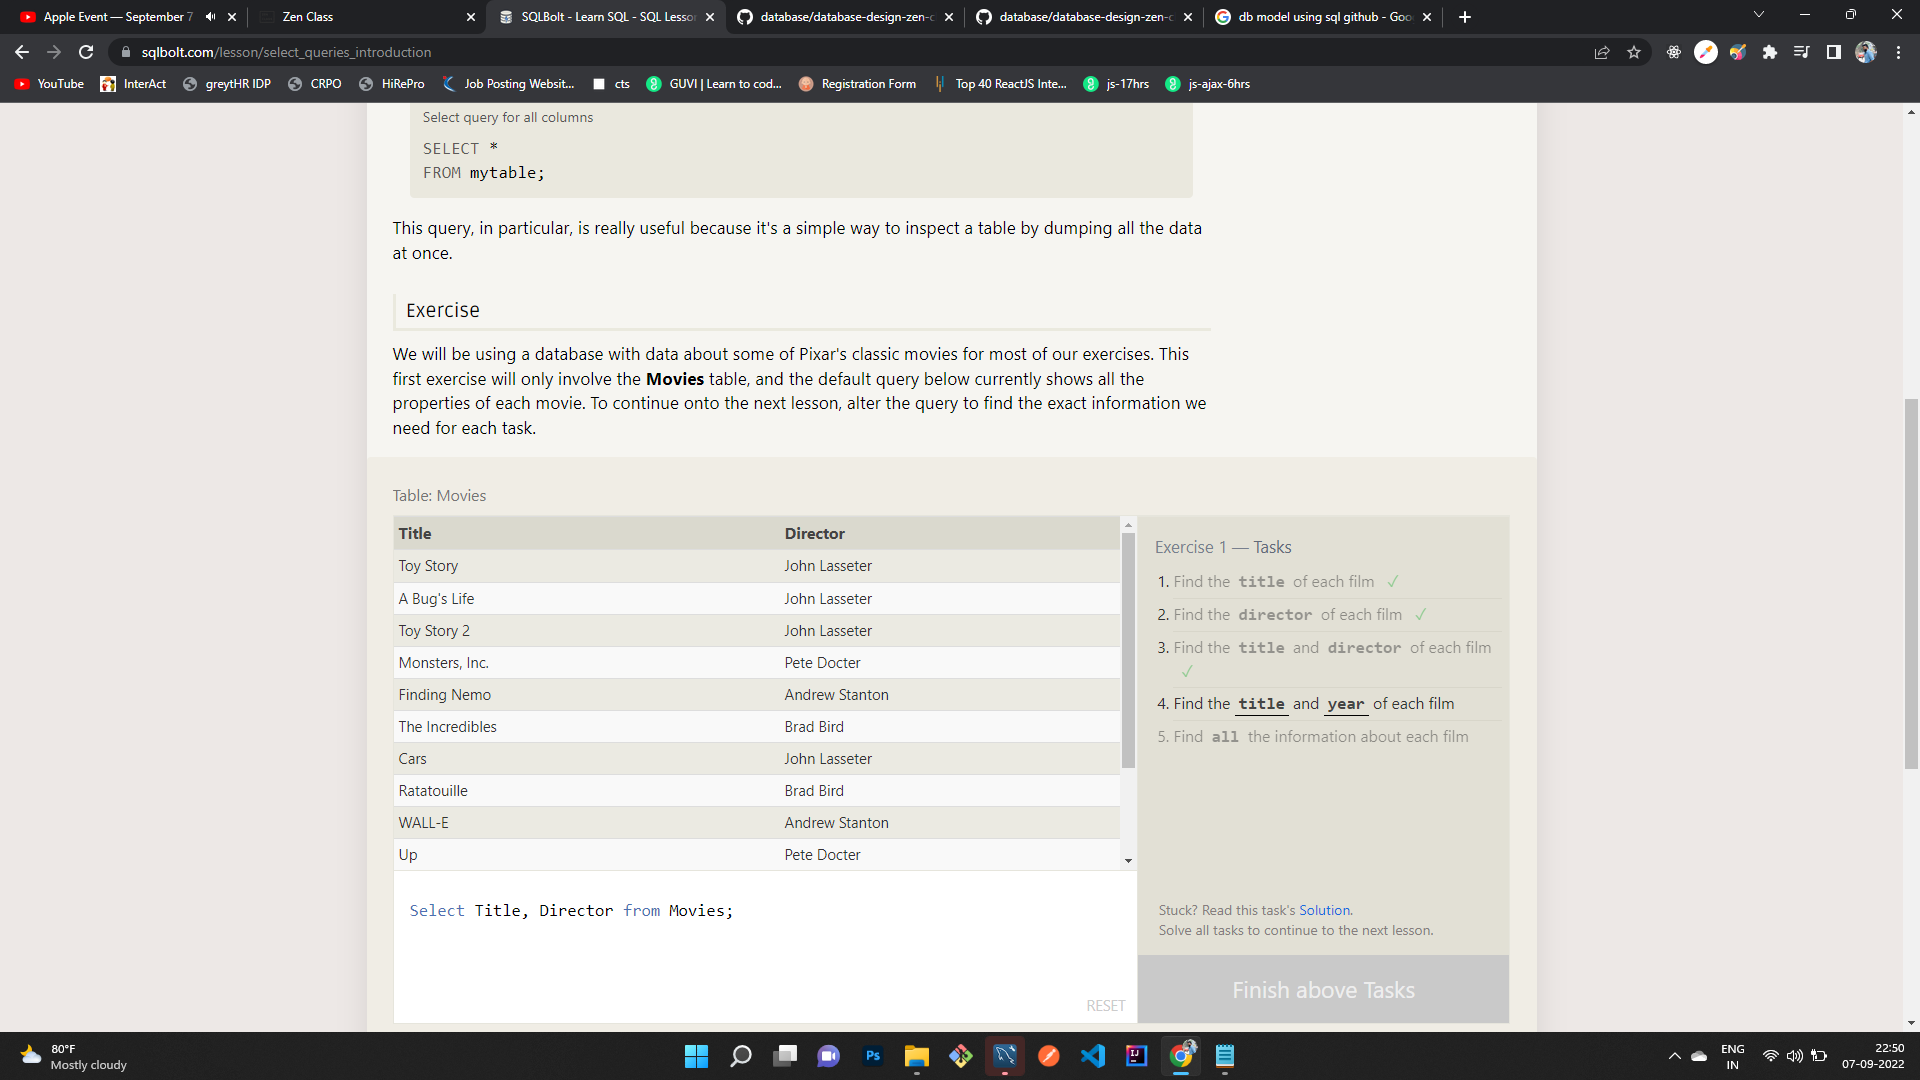 Apple Event — September 7
Zen Class
SQLBolt - Learn SQL - SQL Lesson
database/database-design-zen-c
database/database-design-zen-c
db model using sql github - Goo
sqlbolt.com/lesson/select_queries_introduction
YouTube
InterAct
greytHR IDP
CRPO
HiRePro
Job Posting Websit...
cts
GUVI | Learn to cod...
Registration Form
Top 40 ReactJS Inte...
js-17hrs
js-ajax-6hrs
Select query for all columns
SELECT *
FROM mytable;
This query, in particular, is really useful because it's a simple way to inspect a table by dumping all the data
at once.
Exercise
We will be using a database with data about some of Pixar's classic movies for most of our exercises. This
first exercise will only involve the Movies table, and the default query below currently shows all the
properties of each movie. To continue onto the next lesson, alter the query to find the exact information we
need for each task.
Table: Movies
Title Director
Toy Story John Lasseter
A Bug's Life John Lasseter
Toy Story 2 John Lasseter
Monsters, Inc. Pete Docter
Finding Nemo Andrew Stanton
The Incredibles Brad Bird
Cars John Lasseter
Ratatouille Brad Bird
WALL-E Andrew Stanton
Up Pete Docter
Select Title, Director from Movies;
RESET
Exercise 1 — Tasks
1. Find the title of each film ✓
2. Find the director of each film ✓
3. Find the title and director of each film
✓
4. Find the title and year of each film
5. Find all the information about each film
Stuck? Read this task's Solution.
Solve all tasks to continue to the next lesson.
Finish above Tasks
80°F
Mostly cloudy
Ps
IJ
ENG
IN
22:50
07-09-2022